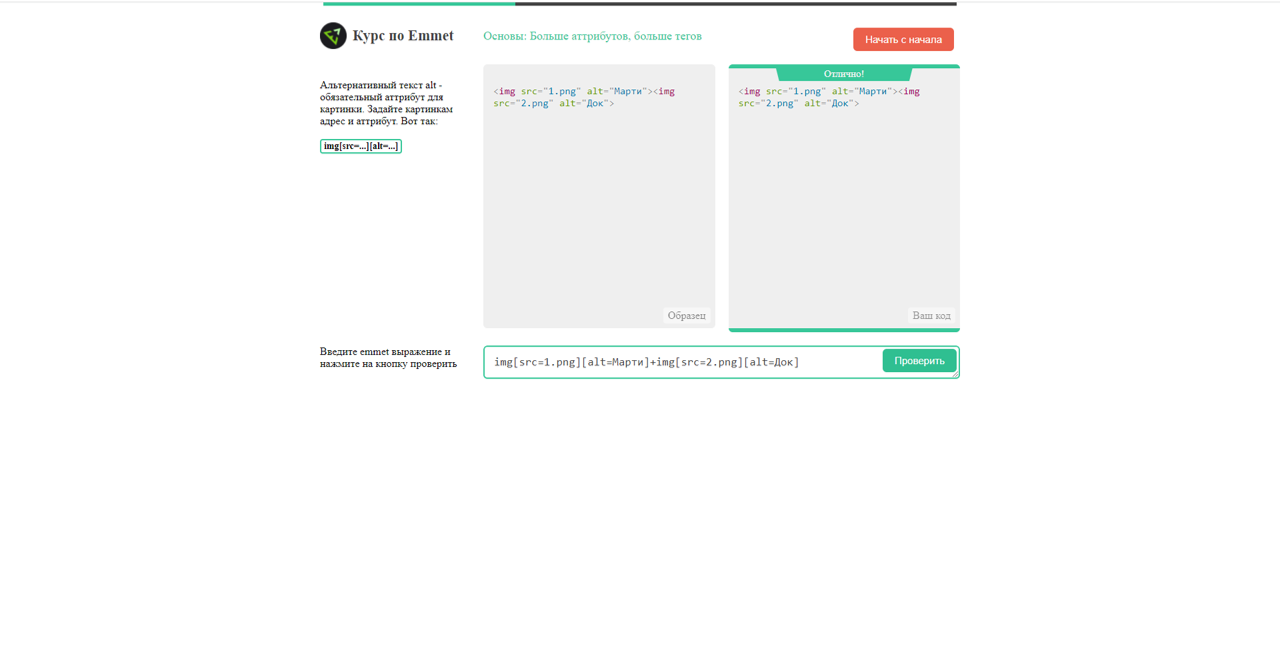 Курс по Emmet
Основы: Больше аттрибутов, больше тегов
Начать с начала
Альтернативный текст alt -
обязательный аттрибут для
картинки. Задайте картинкам
адрес и аттрибут. Вот так:
img[src=...][alt=...]
<img src="1.png" alt="Марти"><img
src="2.png" alt="Док">
Образец
Отлично!
<img src="1.png" alt="Марти"><img
src="2.png" alt="Док">
Ваш код
Введите emmet выражение и
нажмите на кнопку проверить
img[src=1.png][alt=Марти]+img[src=2.png][alt=Док]
Проверить